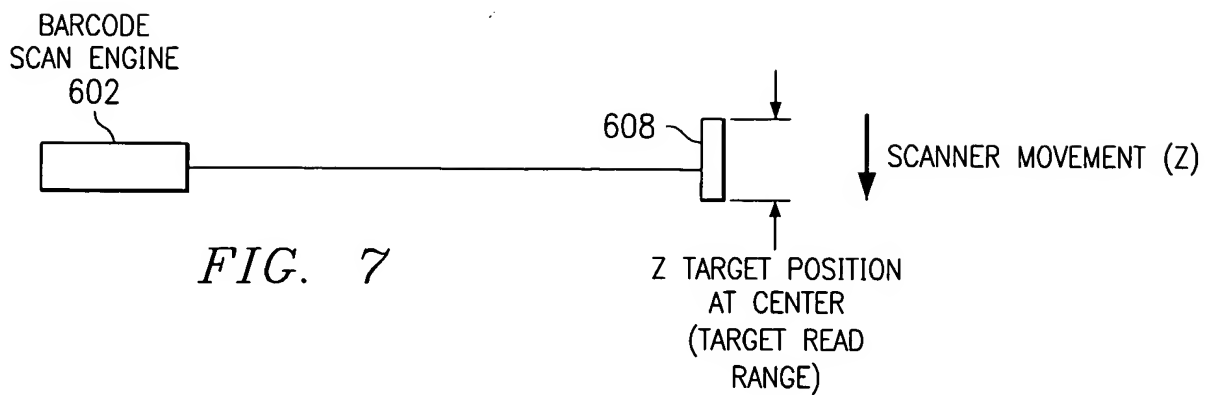 BARCODE
SCAN ENGINE
602
608
SCANNER MOVEMENT (Z)
FIG. 7
Z TARGET POSITION
AT CENTER
(TARGET READ
RANGE)